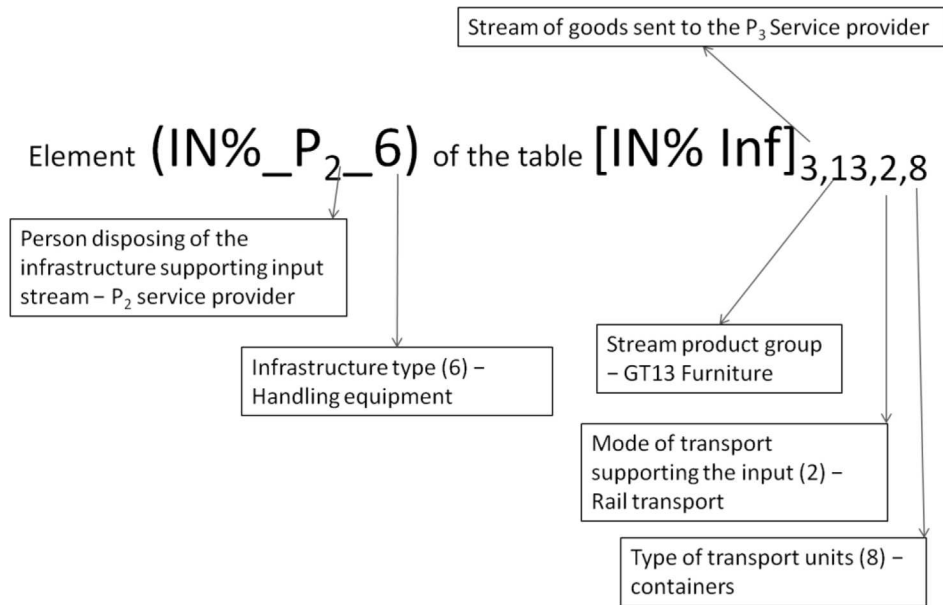 Stream of goods sent to the P₃ Service provider
Element (IN%_P₂_6) of the table [IN% Inf]₃,₁₃,₂,₈
Person disposing of the
infrastructure supporting input
stream – P₂ service provider
Infrastructure type (6) –
Handling equipment
Stream product group
– GT13 Furniture
Mode of transport
supporting the input (2) –
Rail transport
Type of transport units (8) –
containers